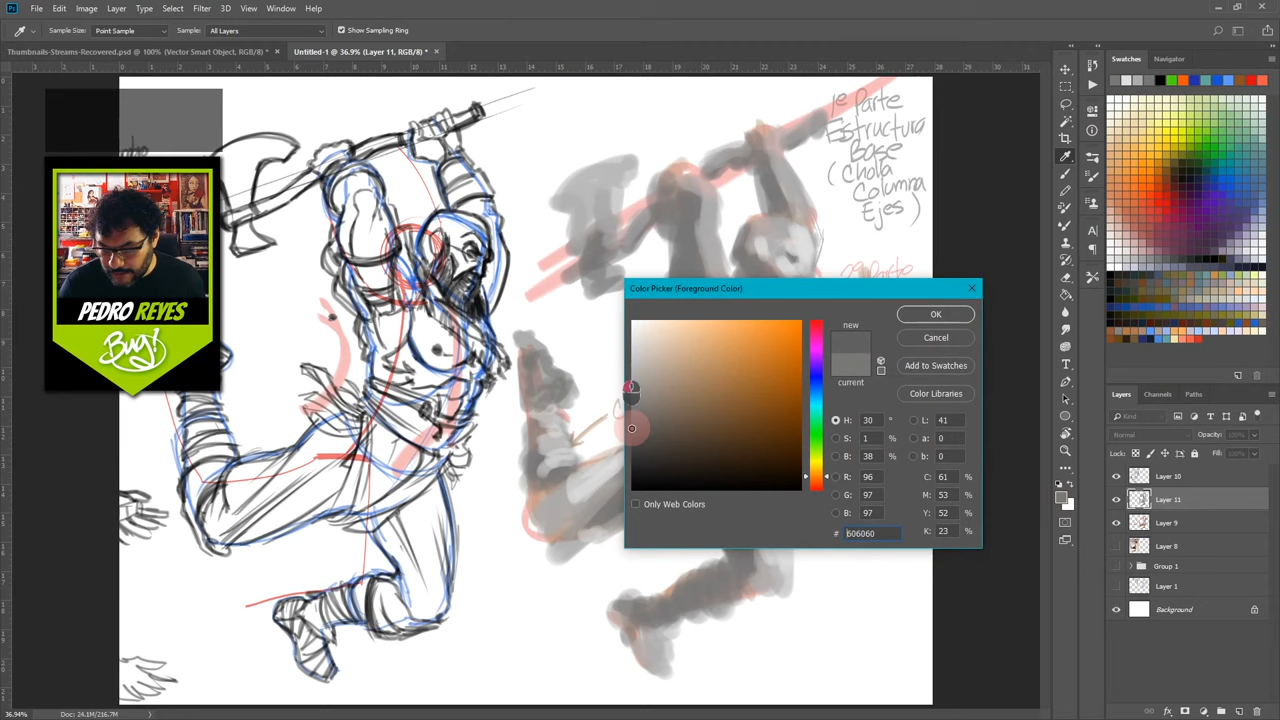 Ps File Edit Image Layer Type Select Filter 3D View Window Help
Sample Size: Point Sample Sample: All Layers Show Sampling Ring
Thumbnails-Streams-Recovered.psd @ 100% (Vector Smart Object, RGB/8) * Untitled-1 @ 36.9% (Layer 11, RGB/8) *
Swatches Navigator
1e Parte
Estructura
Base
( Chola
Columna
Ejes )
PEDRO REYES
Bug!
Color Picker (Foreground Color)
new
current
OK
Cancel
Add to Swatches
Color Libraries
H: 30 ° L: 41
S: 1 % a: 0
B: 38 % b: 0
R: 96 C: 61 %
G: 97 M: 53 %
B: 97 Y: 52 %
# 606060 K: 23 %
Only Web Colors
Layers Channels Paths
Kind
Normal Opacity:
Lock: Fill:
Layer 10
Layer 11
Layer 9
Layer 8
Group 1
Layer 1
Background
36.94% Doc: 24.1M/216.7M